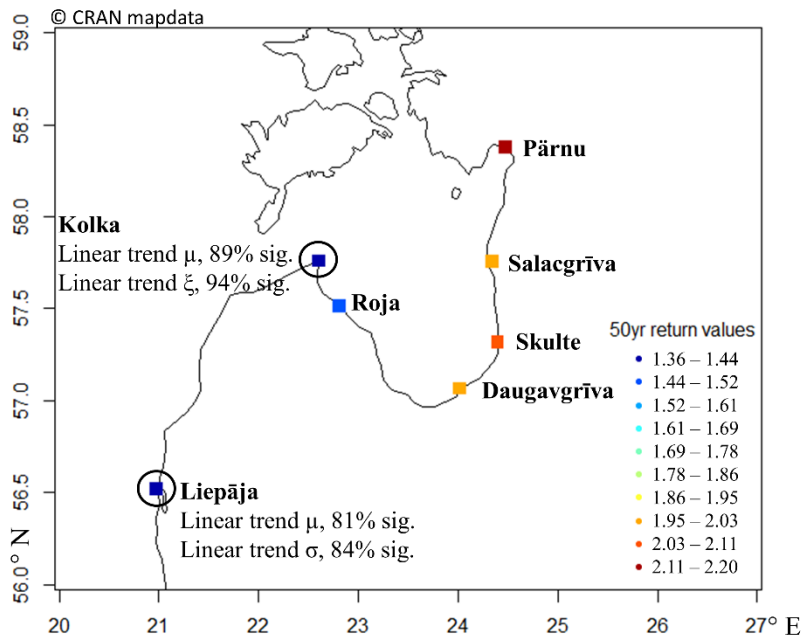 © CRAN mapdata
59.0
58.5
58.0
57.5
57.0
56.5
56.0° N
Pärnu
Kolka
Linear trend µ, 89% sig.
Linear trend ξ, 94% sig.
Salacgrīva
Roja
Skulte
Daugavgrīva
Liepāja
Linear trend µ, 81% sig.
Linear trend σ, 84% sig.
50yr return values
1.36 – 1.44
1.44 – 1.52
1.52 – 1.61
1.61 – 1.69
1.69 – 1.78
1.78 – 1.86
1.86 – 1.95
1.95 – 2.03
2.03 – 2.11
2.11 – 2.20
20 21 22 23 24 25 26 27° E